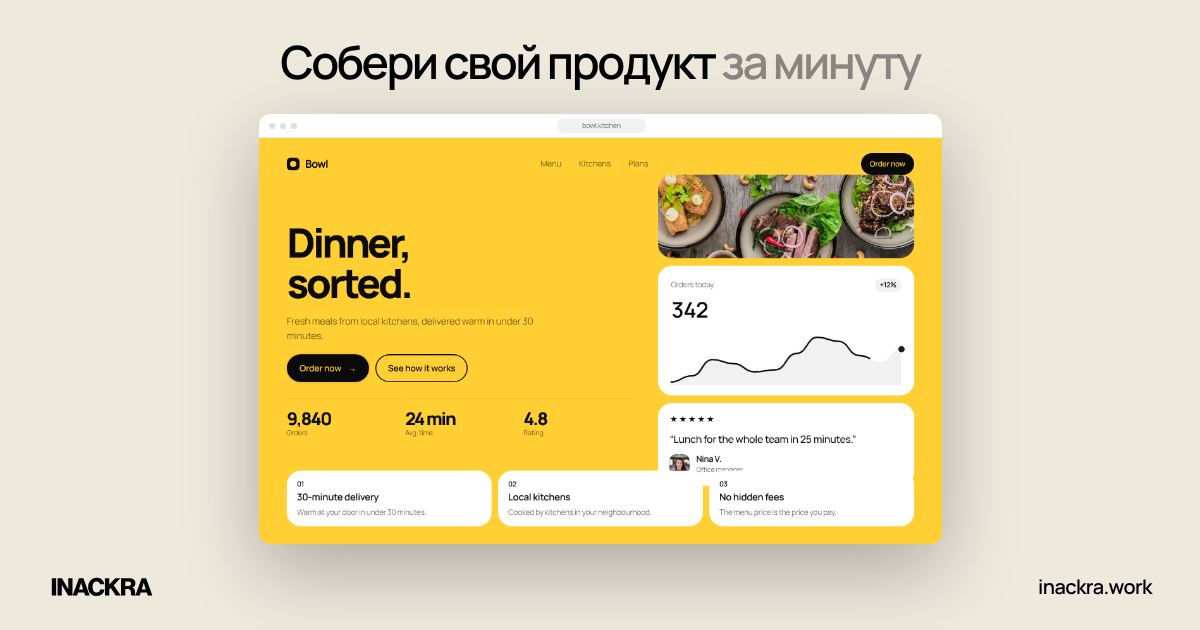 Собери свой продукт за минуту
bowl.kitchen
Bowl
Menu
Kitchens
Plans
Order now
Dinner,
sorted.
Fresh meals from local kitchens, delivered warm in under 30
minutes.
Order now →
See how it works
9,840
Orders
24 min
Avg. time
4.8
Rating
Orders today
+12%
342
★★★★★
“Lunch for the whole team in 25 minutes.”
Nina V.
Office manager
01
30-minute delivery
Warm at your door in under 30 minutes.
02
Local kitchens
Cooked by kitchens in your neighbourhood.
03
No hidden fees
The menu price is the price you pay.
INACKRA
inackra.work